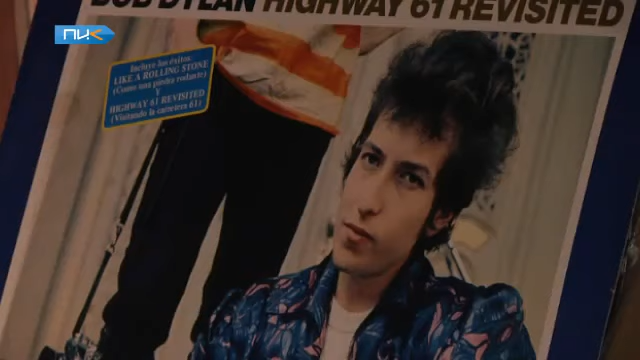 BOB DYLAN HIGHWAY 61 REVISITED
ПИК
Incluye los éxitos:
LIKE A ROLLING STONE
(Como una piedra rodante)
Y
HIGHWAY 61 REVISITED
(Visitando la carretera 61)